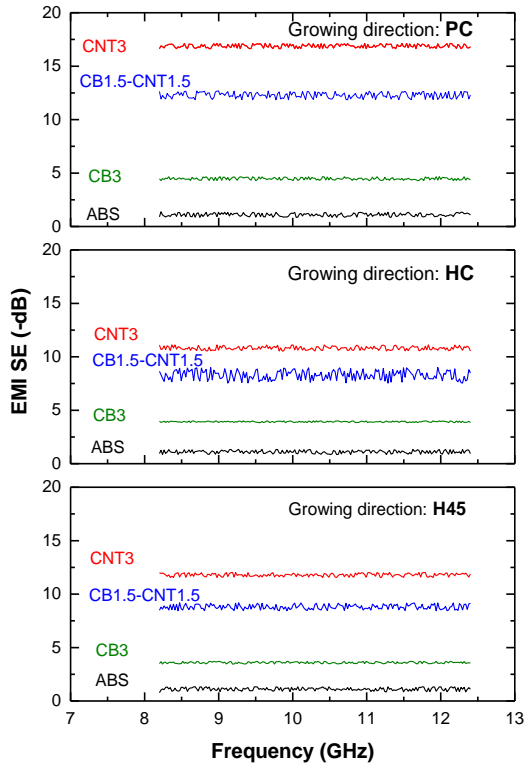 20
Growing direction: PC
CNT3
15
CB1.5-CNT1.5
10
5
CB3
ABS
0
20
Growing direction: HC
15
CNT3
10
CB1.5-CNT1.5
5
CB3
ABS
0
EMI SE (-dB)
20
Growing direction: H45
15
CNT3
10
CB1.5-CNT1.5
5
CB3
ABS
0
7 8 9 10 11 12 13
Frequency (GHz)